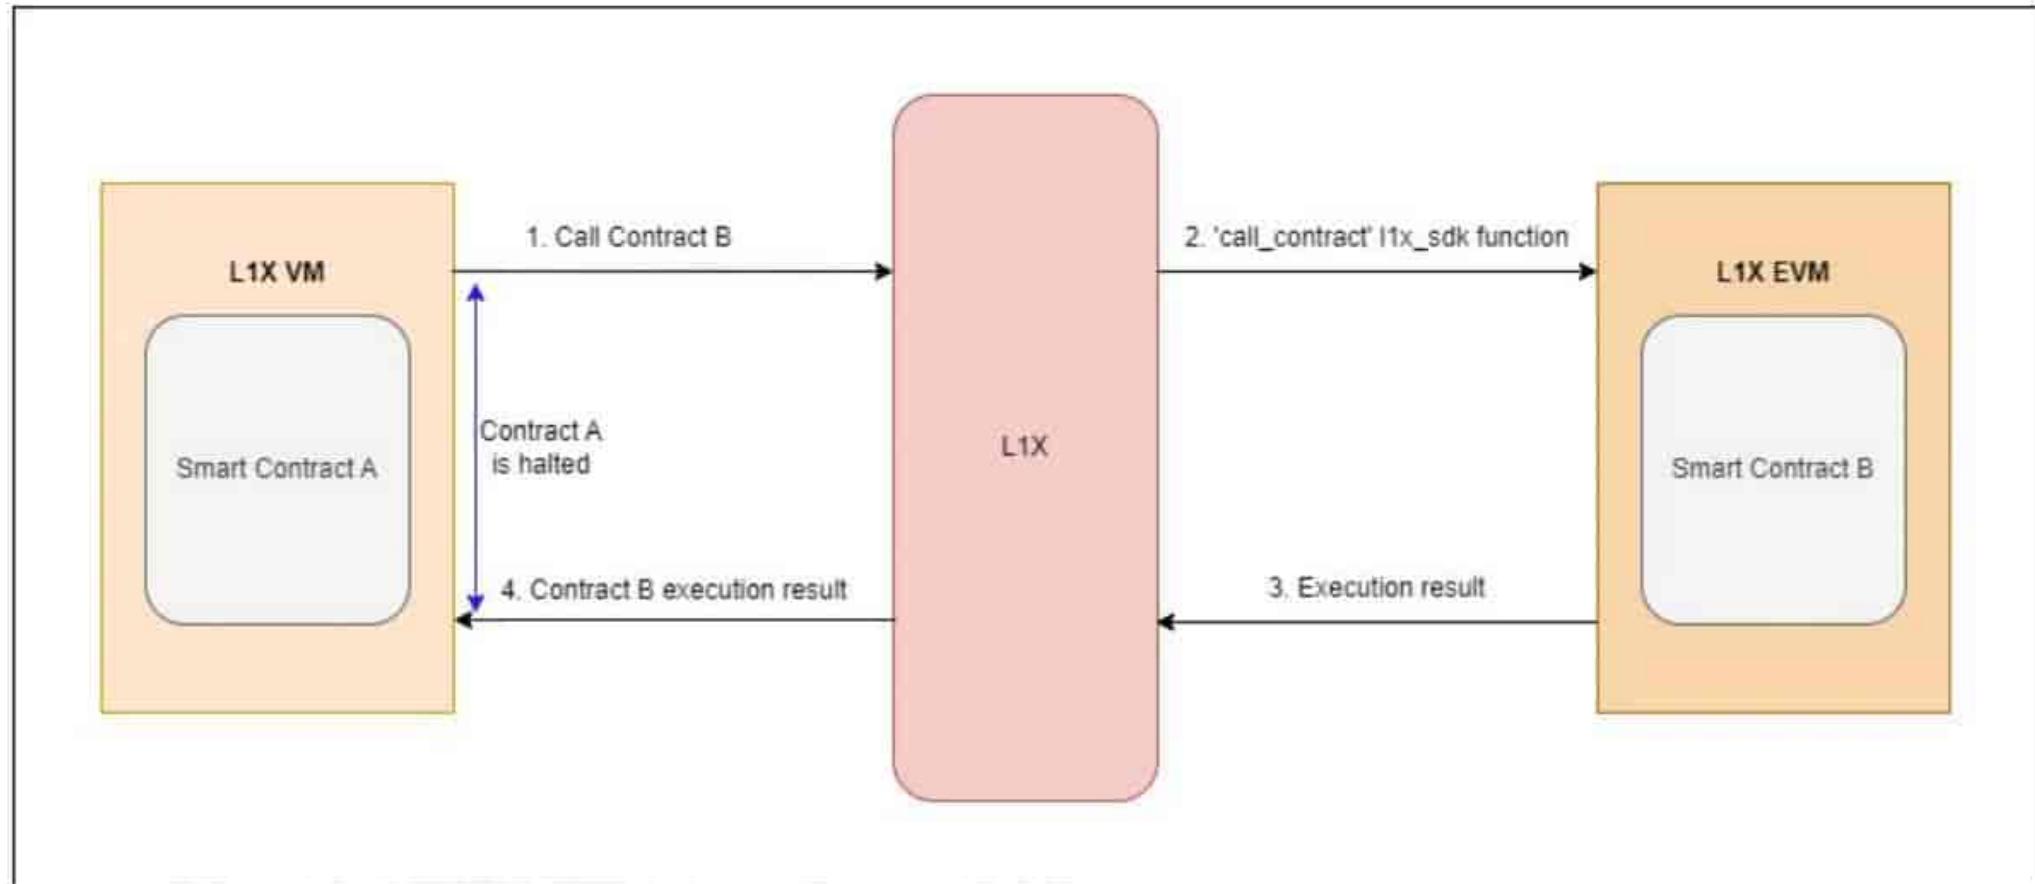 1. Call Contract B
2. 'call_contract' l1x_sdk function
L1X VM
L1X EVM
Contract A
is halted
L1X
Smart Contract A
Smart Contract B
4. Contract B execution result
3. Execution result